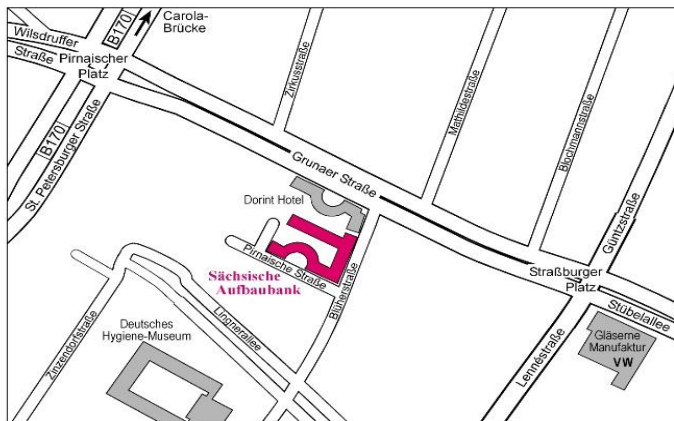 Carola-
Brücke
B170
Wilsdruffer
Straße
Pirnaischer
Platz
B170
St. Petersburger Straße
Zirkusstraße
Mathildestraße
Blochmannstraße
Grunaer Straße
Güntzstraße
Dorint Hotel
Pirnaische Straße
Sächsische
Aufbaubank
Blüherstraße
Straßburger
Platz
Stübelallee
Lingnerallee
Zinzendorfstraße
Deutsches
Hygiene-Museum
Lennéstraße
Gläserne
Manufaktur
VW